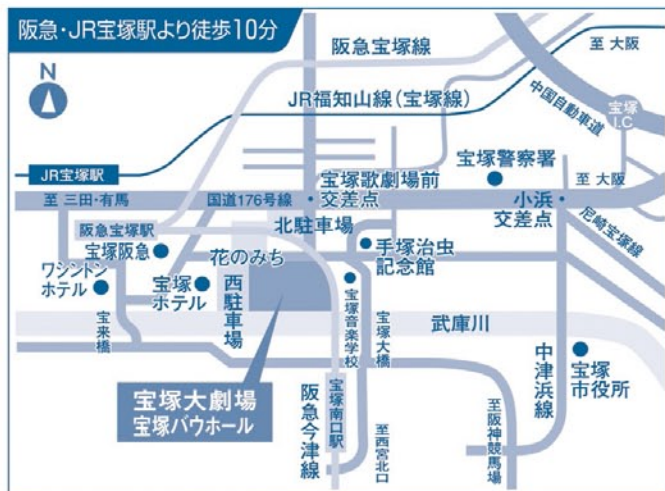 阪急・JR宝塚駅より徒歩10分
N
阪急宝塚線
至 大阪
JR福知山線(宝塚線)
中国自動車道
宝塚
I.C
JR宝塚駅
宝塚警察署
至 三田・有馬
国道176号線
宝塚歌劇場前
交差点
小浜
交差点
至 大阪
尼崎宝塚線
阪急宝塚駅
宝塚阪急
北駐車場
花のみち
手塚治虫
記念館
ワシントン
ホテル
宝塚
ホテル
西駐車場
宝来橋
宝塚音楽学校
宝塚大橋
武庫川
中津浜線
宝塚
市役所
宝塚大劇場
宝塚バウホール
阪急今津線
宝塚南口駅
至西宮北口
至阪神競馬場